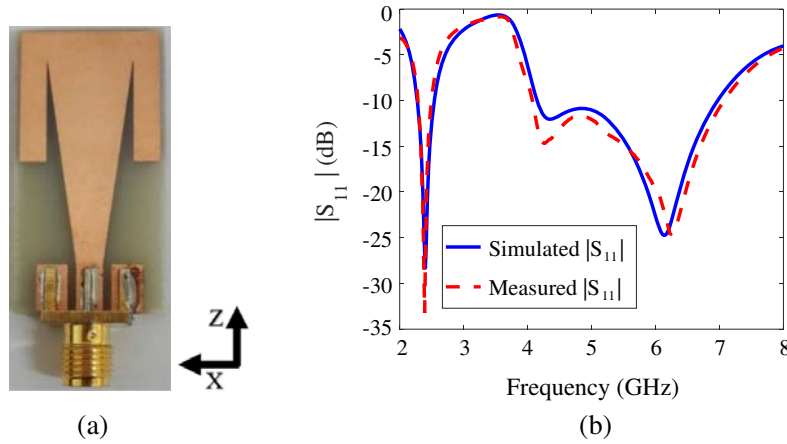 Z
X
(a)
0
-5
-10
-15
-20
-25
-30
-35
|S11| (dB)
Simulated |S11|
Measured |S11|
2 3 4 5 6 7 8
Frequency (GHz)
(b)